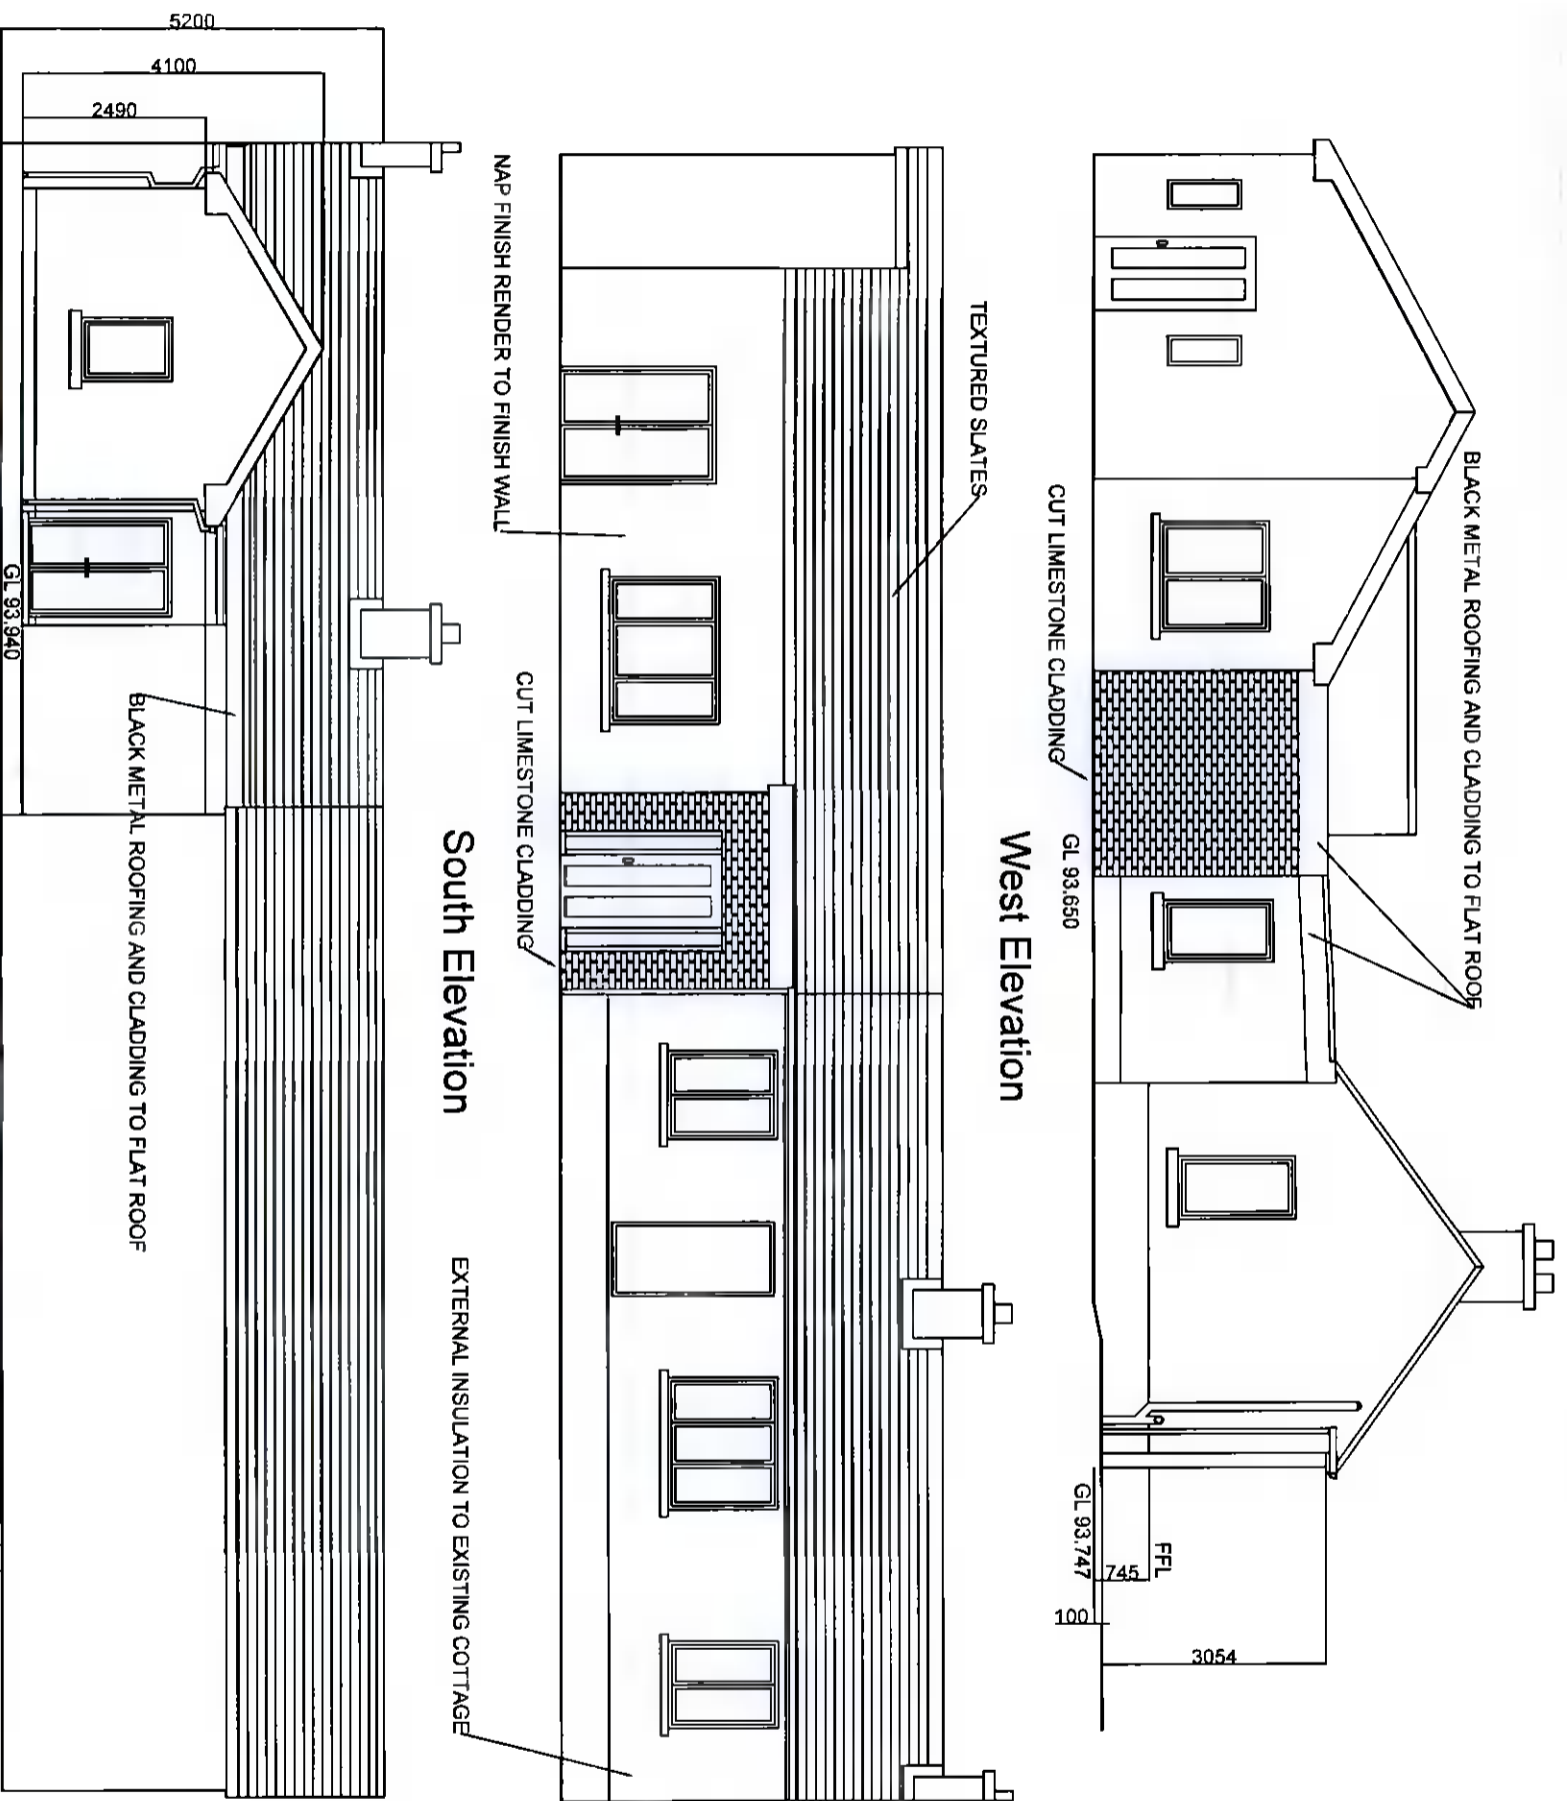 BLACK METAL ROOFING AND CLADDING TO FLAT ROOF
CUT LIMESTONE CLADDING
GL 93.650
FFL
745
GL 93.747
100
3054
West Elevation
TEXTURED SLATES
NAP FINISH RENDER TO FINISH WALL
CUT LIMESTONE CLADDING
EXTERNAL INSULATION TO EXISTING COTTAGE
South Elevation
5200
4100
2490
GL 93.940
BLACK METAL ROOFING AND CLADDING TO FLAT ROOF